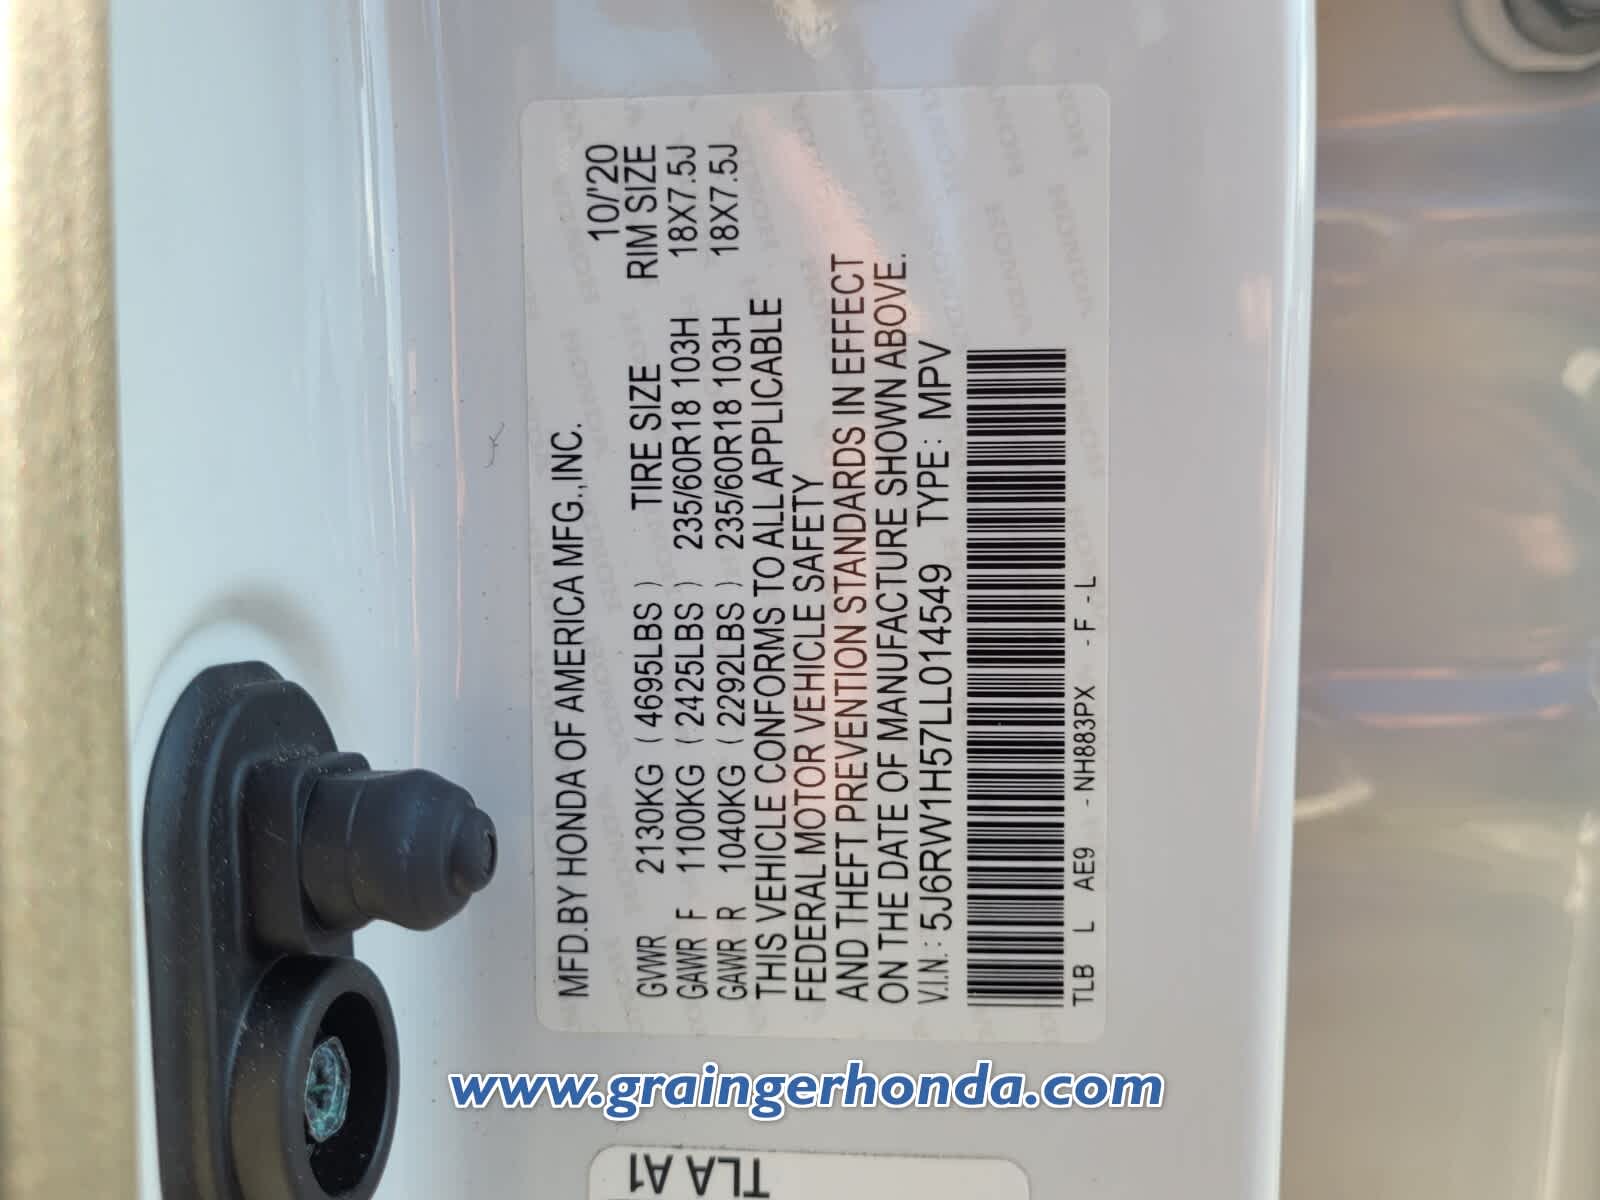 MFD.BY HONDA OF AMERICA MFG.,INC. 10/'20
TIRE SIZE RIM SIZE
GVWR 2130KG ( 4695LBS )
GAWR F 1100KG ( 2425LBS ) 235/60R18 103H 18X7.5J
GAWR R 1040KG ( 2292LBS ) 235/60R18 103H 18X7.5J
THIS VEHICLE CONFORMS TO ALL APPLICABLE
FEDERAL MOTOR VEHICLE SAFETY
AND THEFT PREVENTION STANDARDS IN EFFECT
ON THE DATE OF MANUFACTURE SHOWN ABOVE.
V.I.N.: 5J6RW1H57LL014549 TYPE: MPV
TLB L AE9 - NH883PX - F - L
www.graingerhonda.com
TLA A1